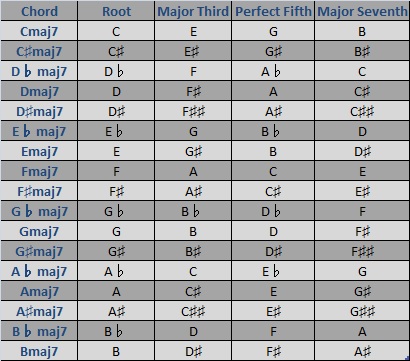 Chord Root Major Third Perfect Fifth Major Seventh
Cmaj7 C E G B
C♯maj7 C♯ E♯ G♯ B♯
D♭ maj7 D♭ F A♭ C
Dmaj7 D F♯ A C♯
D♯maj7 D♯ F♯♯ A♯ C♯♯
E♭ maj7 E♭ G B♭ D
Emaj7 E G♯ B D♯
Fmaj7 F A C E
F♯maj7 F♯ A♯ C♯ E♯
G♭ maj7 G♭ B♭ D♭ F
Gmaj7 G B D F♯
G♯maj7 G♯ B♯ D♯ F♯♯
A♭ maj7 A♭ C E♭ G
Amaj7 A C♯ E G♯
A♯maj7 A♯ C♯♯ E♯ G♯♯
B♭ maj7 B♭ D F A
Bmaj7 B D♯ F♯ A♯